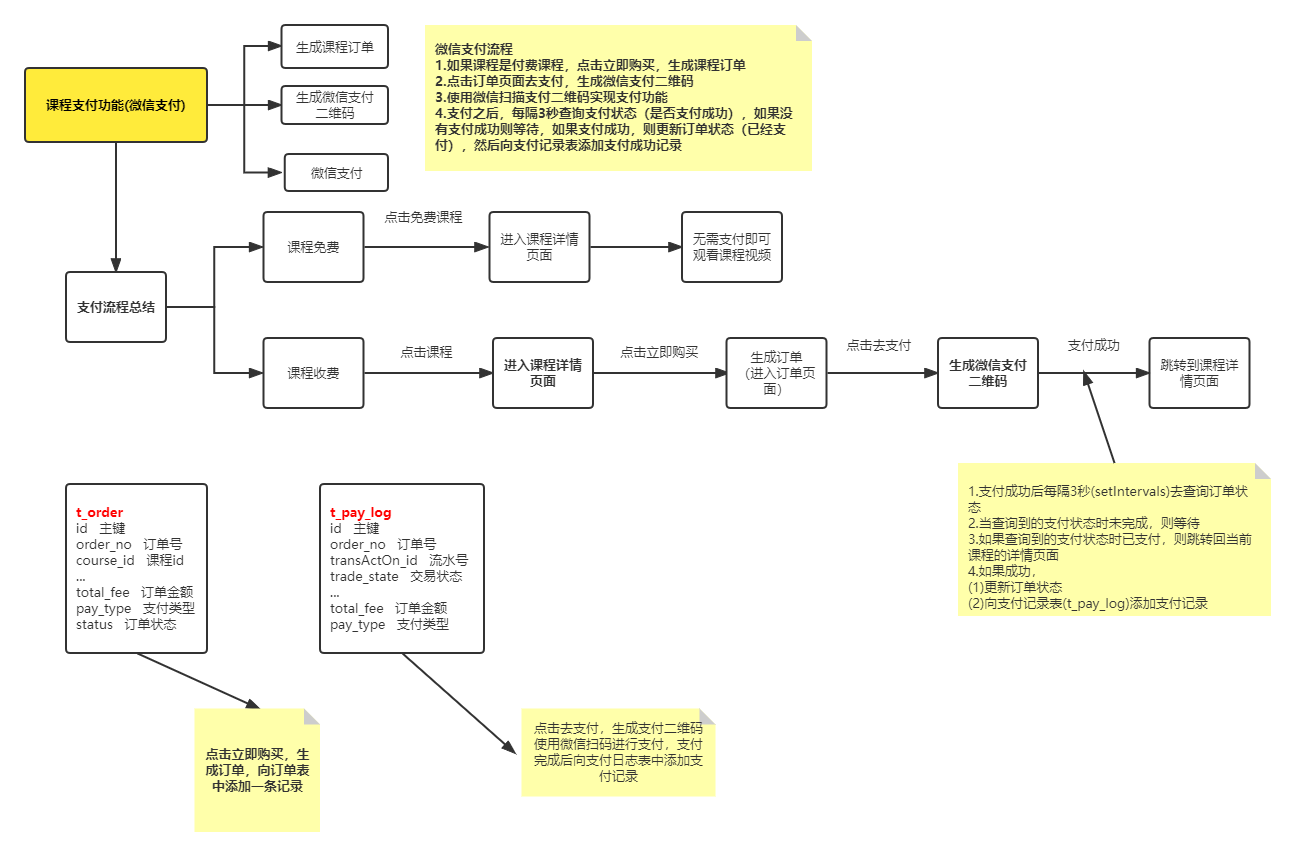 课程支付功能(微信支付)
生成课程订单
生成微信支付
二维码
微信支付
微信支付流程
1.如果课程是付费课程，点击立即购买，生成课程订单
2.点击订单页面去支付，生成微信支付二维码
3.使用微信扫描支付二维码实现支付功能
4.支付之后，每隔3秒查询支付状态（是否支付成功），如果没
有支付成功则等待，如果支付成功，则更新订单状态（已经支
付），然后向支付记录表添加支付成功记录
支付流程总结
课程免费
点击免费课程
进入课程详情
页面
无需支付即可
观看课程视频
课程收费
点击课程
进入课程详情
页面
点击立即购买
生成订单
（进入订单页
面）
点击去支付
生成微信支付
二维码
支付成功
跳转到课程详
情页面
1.支付成功后每隔3秒(setIntervals)去查询订单状
态
2.当查询到的支付状态时未完成，则等待
3.如果查询到的支付状态时已支付，则跳转回当前
课程的详情页面
4.如果成功，
(1)更新订单状态
(2)向支付记录表(t_pay_log)添加支付记录
t_order
id 主键
order_no 订单号
course_id 课程id
...
total_fee 订单金额
pay_type 支付类型
status 订单状态
t_pay_log
id 主键
order_no 订单号
transActOn_id 流水号
trade_state 交易状态
...
total_fee 订单金额
pay_type 支付类型
点击立即购买，生
成订单，向订单表
中添加一条记录
点击去支付，生成支付二维码
使用微信扫码进行支付，支付
完成后向支付日志表中添加支
付记录